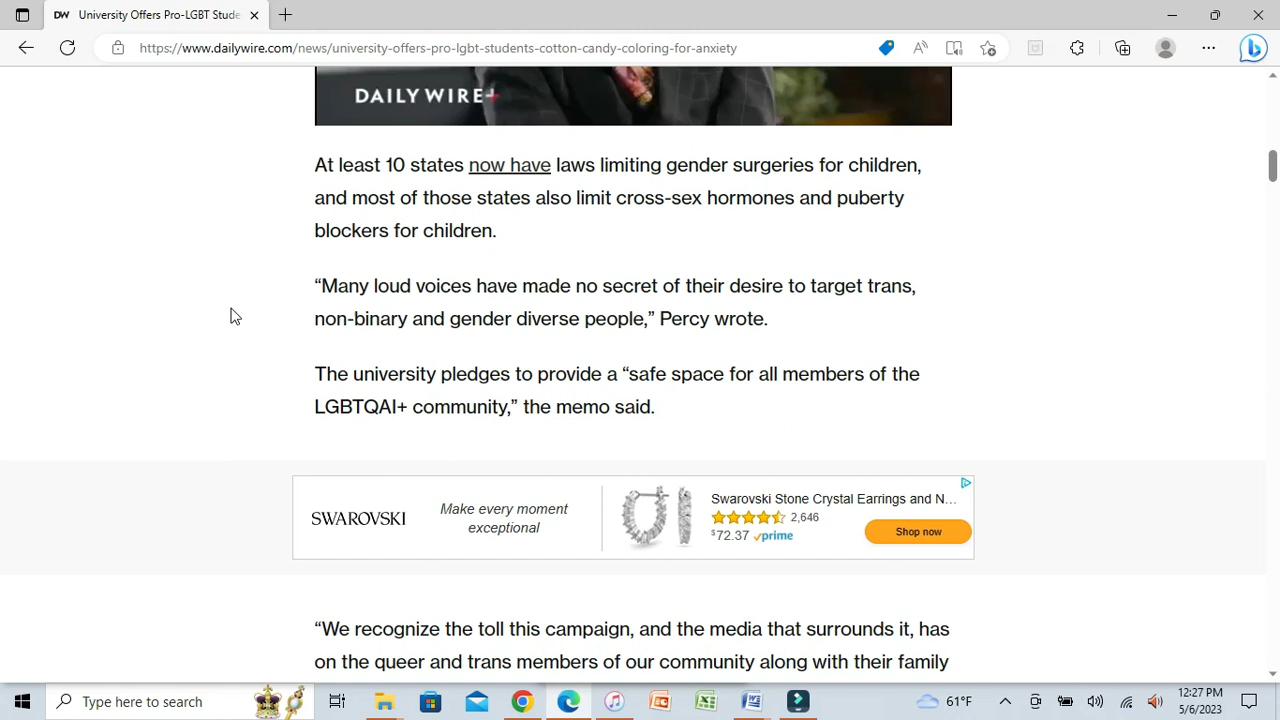 DW University Offers Pro-LGBT Stude
https://www.dailywire.com/news/university-offers-pro-lgbt-students-cotton-candy-coloring-for-anxiety
DAILY WIRE+
At least 10 states now have laws limiting gender surgeries for children,
and most of those states also limit cross-sex hormones and puberty
blockers for children.
“Many loud voices have made no secret of their desire to target trans,
non-binary and gender diverse people,” Percy wrote.
The university pledges to provide a “safe space for all members of the
LGBTQAI+ community,” the memo said.
SWAROVSKI
Make every moment
exceptional
Swarovski Stone Crystal Earrings and N...
2,646
$72.37 prime
Shop now
“We recognize the toll this campaign, and the media that surrounds it, has
on the queer and trans members of our community along with their family
Type here to search
61°F
12:27 PM
5/6/2023